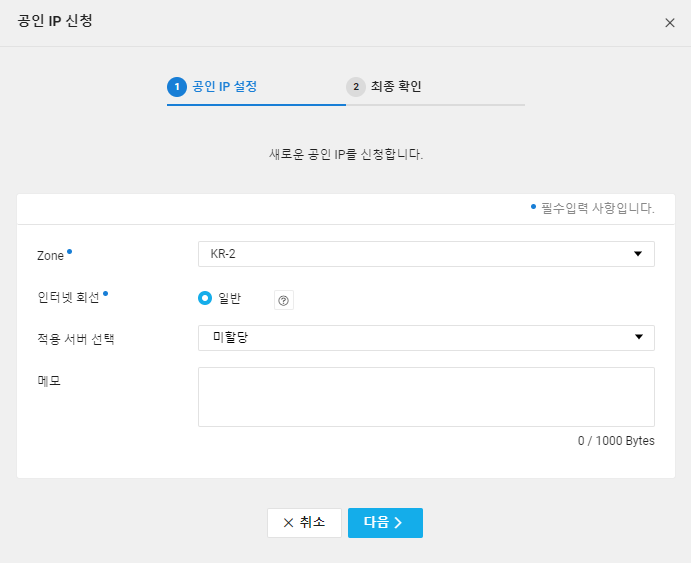 공인 IP 신청
1 공인 IP 설정
2 최종 확인
새로운 공인 IP를 신청합니다.
• 필수입력 사항입니다.
Zone •
KR-2
인터넷 회선 •
일반
?
적용 서버 선택
미할당
메모
0 / 1000 Bytes
× 취소
다음 >